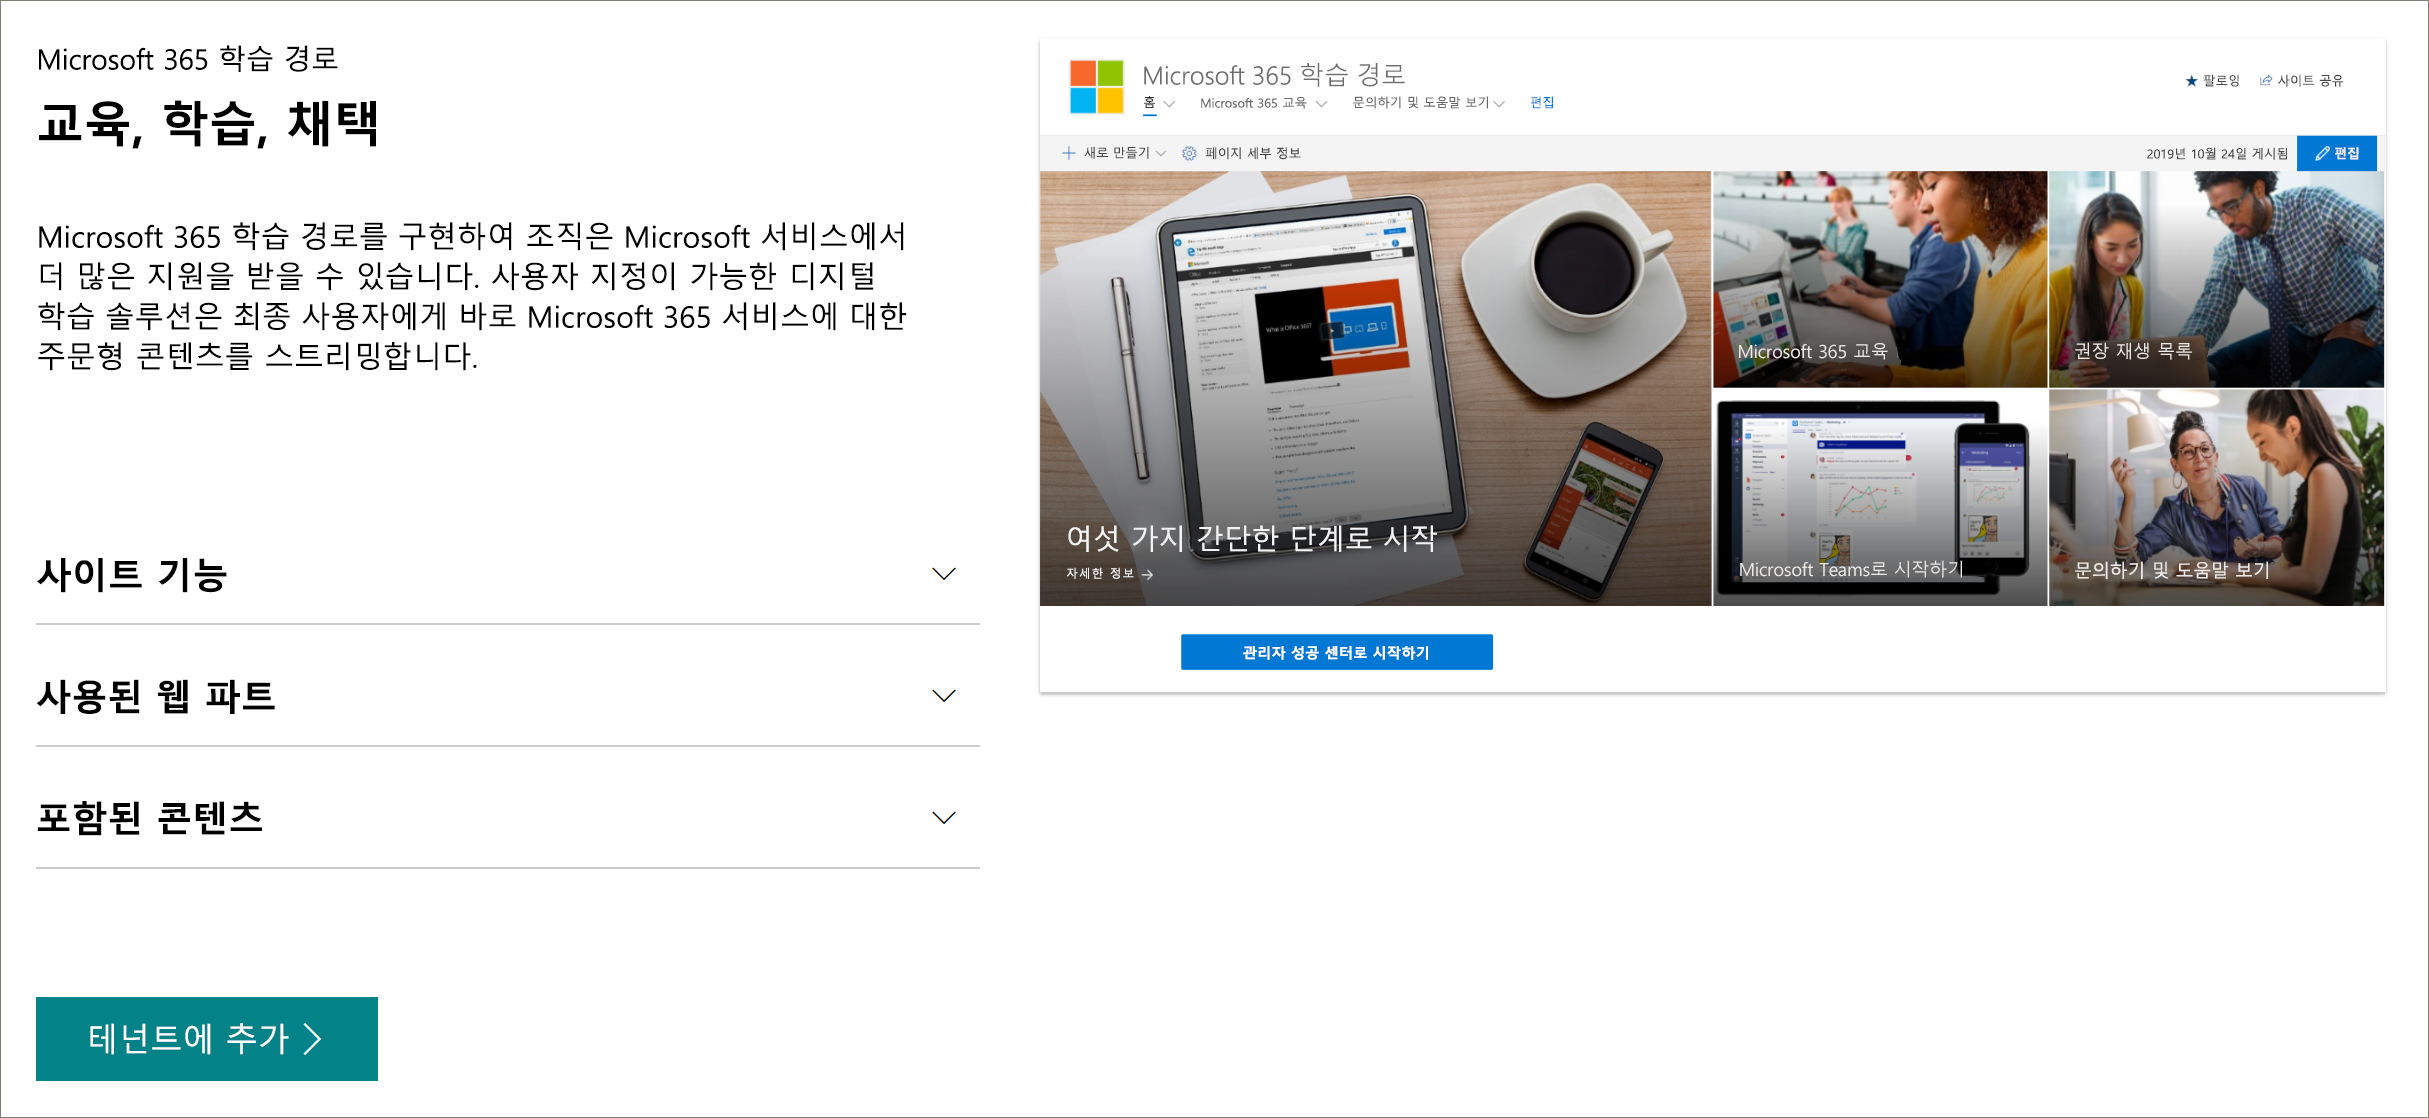 Microsoft 365 학습 경로
교육, 학습, 채택
Microsoft 365 학습 경로를 구현하여 조직은 Microsoft 서비스에서
더 많은 지원을 받을 수 있습니다. 사용자 지정이 가능한 디지털
학습 솔루션은 최종 사용자에게 바로 Microsoft 365 서비스에 대한
주문형 콘텐츠를 스트리밍합니다.
사이트 기능
사용된 웹 파트
포함된 콘텐츠
테넌트에 추가
Microsoft 365 학습 경로
홈 Microsoft 365 교육 문의하기 및 도움말 보기 편집
팔로잉 사이트 공유
새로 만들기 페이지 세부 정보
2019년 10월 24일 게시됨 편집
What is Office 365?
여섯 가지 간단한 단계로 시작
자세한 정보
Microsoft 365 교육
권장 재생 목록
Microsoft Teams로 시작하기
문의하기 및 도움말 보기
관리자 성공 센터로 시작하기